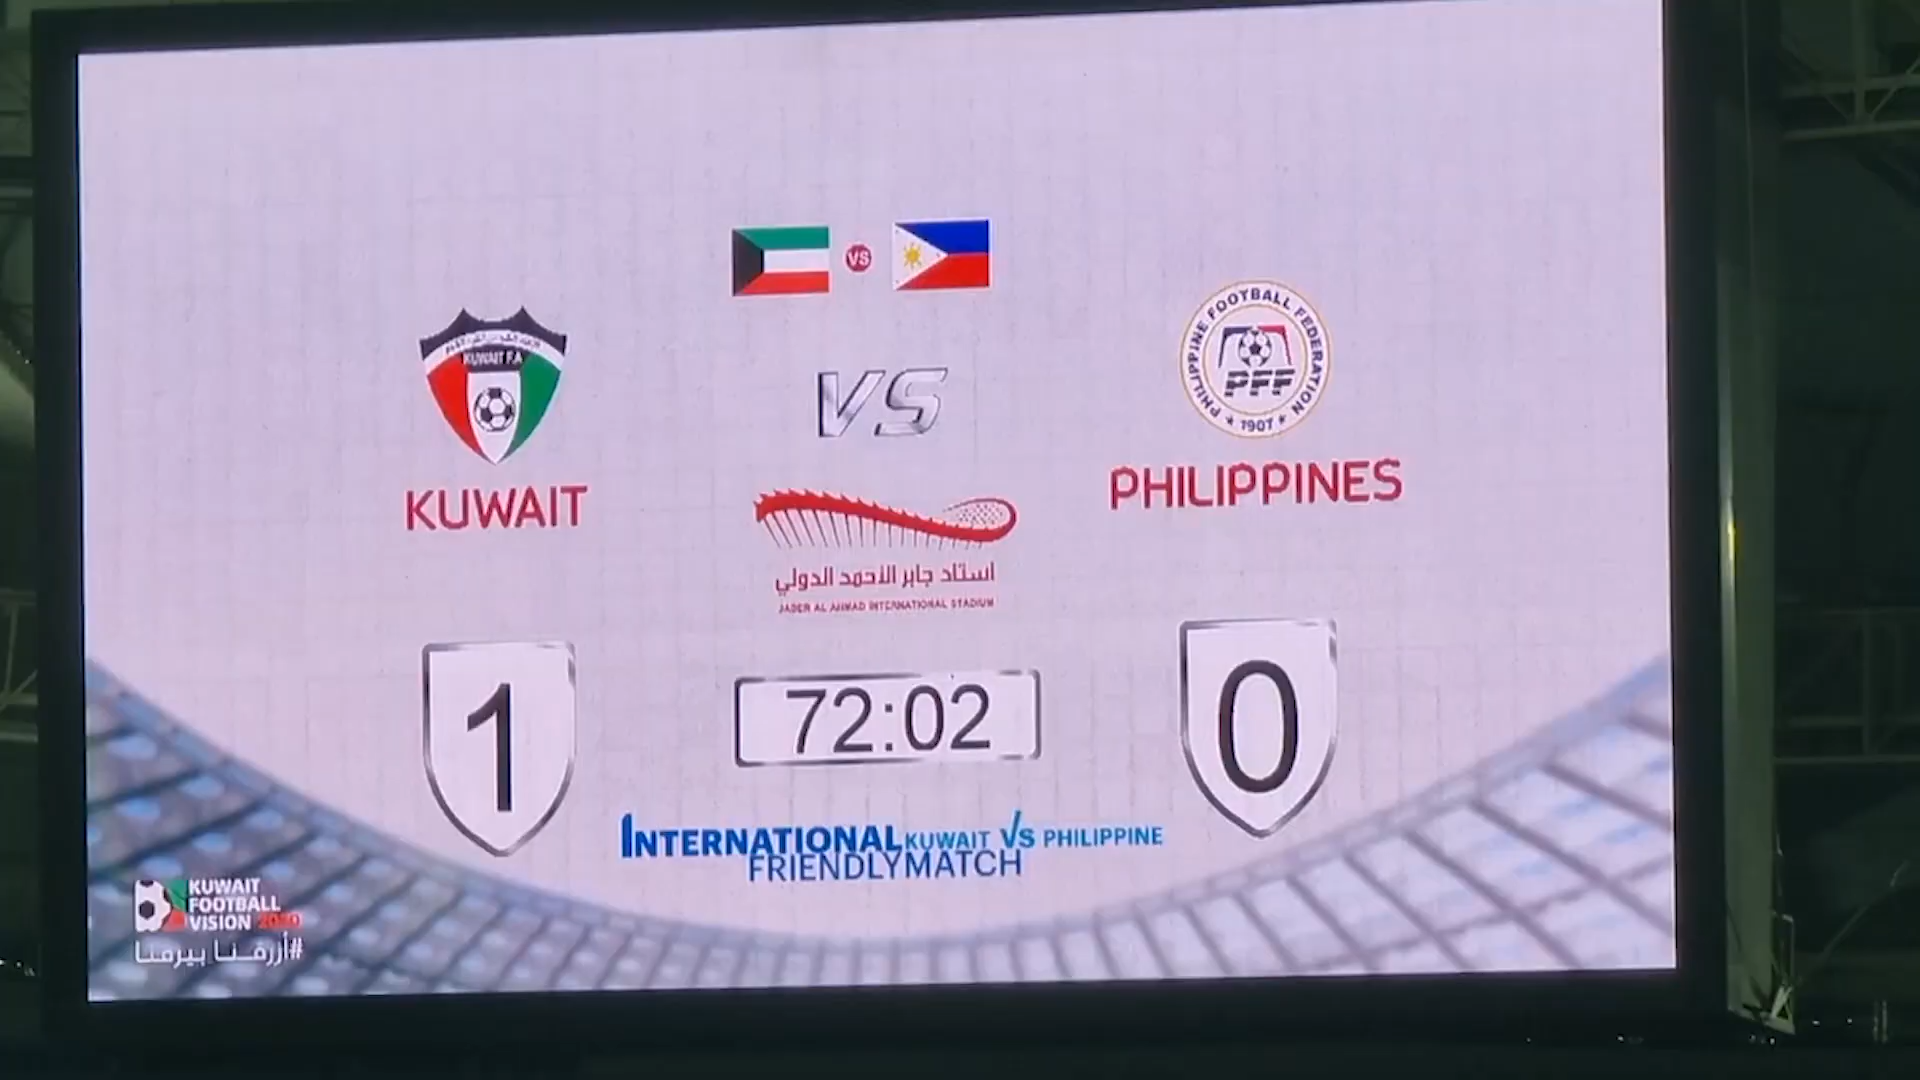 VS
PHILIPPINE FOOTBALL FEDERATION
PFF
1907
KUWAIT F.A
VS
KUWAIT
PHILIPPINES
استاد جابر الأحمد الدولي
JABER AL AHMAD INTERNATIONAL STADIUM
1
72:02
0
INTERNATIONAL KUWAIT VS PHILIPPINE
FRIENDLYMATCH
KUWAIT
FOOTBALL
VISION
#أزرقنا بيرمنا